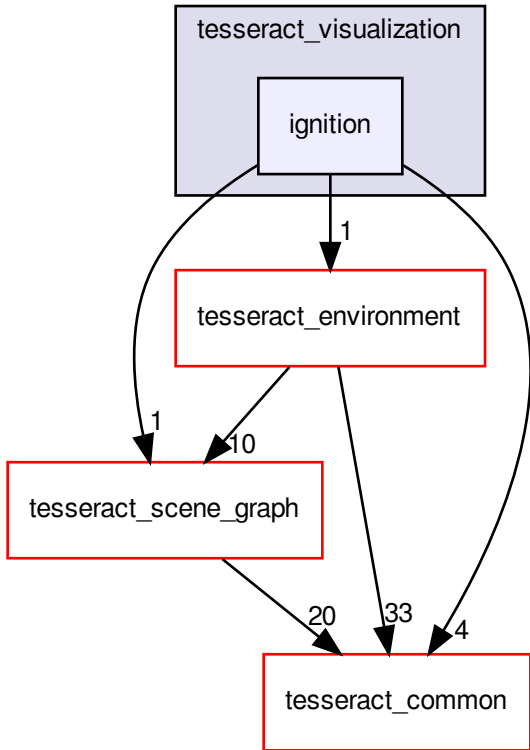 tesseract_visualization
ignition
1
tesseract_environment
1
10
tesseract_scene_graph
20
33
4
tesseract_common